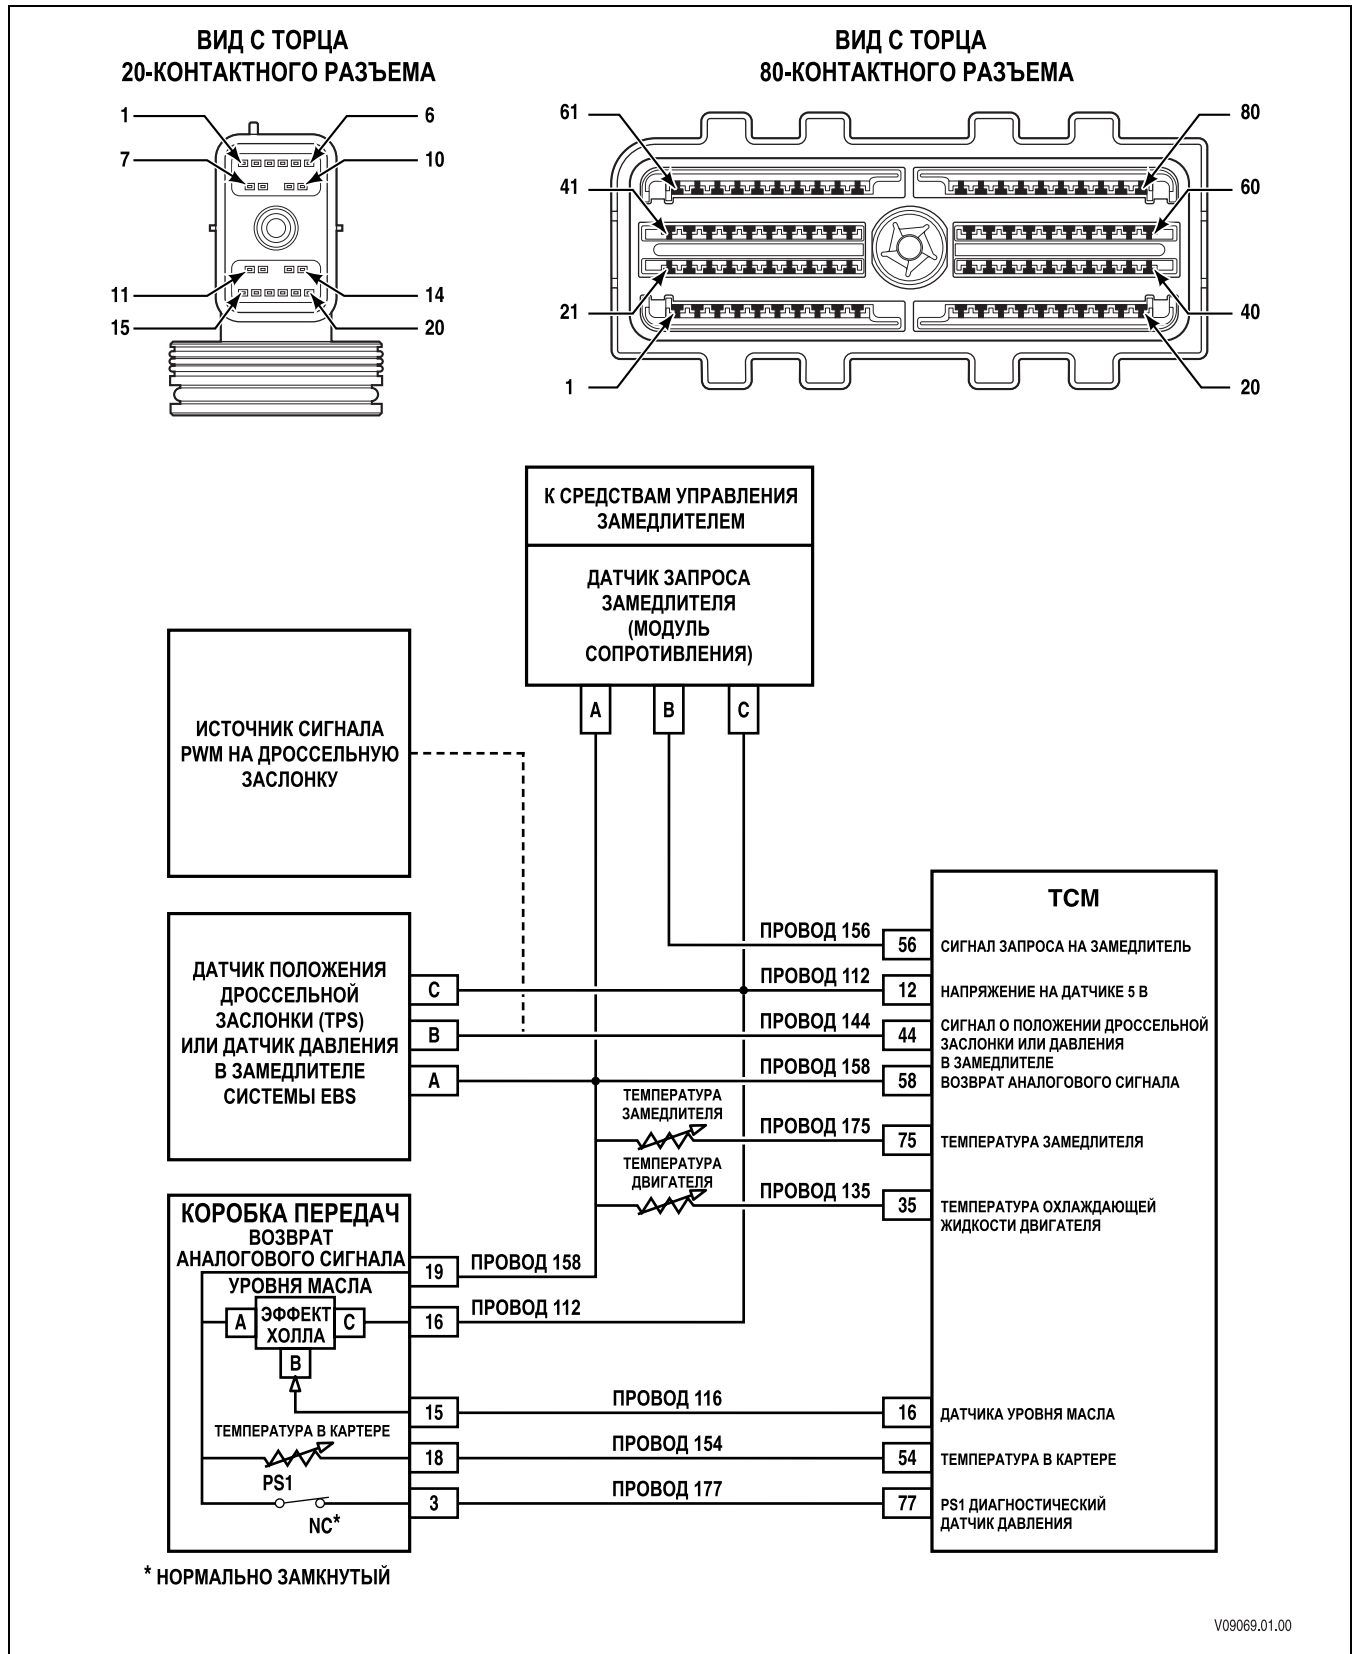 ВИД С ТОРЦА
20-КОНТАКТНОГО РАЗЪЕМА
1
6
7
10
11
14
15
20
ВИД С ТОРЦА
80-КОНТАКТНОГО РАЗЪЕМА
61
80
41
60
21
40
1
20
К СРЕДСТВАМ УПРАВЛЕНИЯ
ЗАМЕДЛИТЕЛЕМ
ДАТЧИК ЗАПРОСА
ЗАМЕДЛИТЕЛЯ
(МОДУЛЬ
СОПРОТИВЛЕНИЯ)
A
B
C
ИСТОЧНИК СИГНАЛА
PWM НА ДРОССЕЛЬНУЮ
ЗАСЛОНКУ
ДАТЧИК ПОЛОЖЕНИЯ
ДРОССЕЛЬНОЙ
ЗАСЛОНКИ (TPS)
ИЛИ ДАТЧИК ДАВЛЕНИЯ
В ЗАМЕДЛИТЕЛЕ
СИСТЕМЫ EBS
C
B
A
TCM
ПРОВОД 156
56
СИГНАЛ ЗАПРОСА НА ЗАМЕДЛИТЕЛЬ
ПРОВОД 112
12
НАПРЯЖЕНИЕ НА ДАТЧИКЕ 5 В
ПРОВОД 144
44
СИГНАЛ О ПОЛОЖЕНИИ ДРОССЕЛЬНОЙ
ЗАСЛОНКИ ИЛИ ДАВЛЕНИЯ
В ЗАМЕДЛИТЕЛЕ
ПРОВОД 158
58
ВОЗВРАТ АНАЛОГОВОГО СИГНАЛА
ТЕМПЕРАТУРА
ЗАМЕДЛИТЕЛЯ
ПРОВОД 175
75
ТЕМПЕРАТУРА ЗАМЕДЛИТЕЛЯ
ТЕМПЕРАТУРА
ДВИГАТЕЛЯ
ПРОВОД 135
35
ТЕМПЕРАТУРА ОХЛАЖДАЮЩЕЙ
ЖИДКОСТИ ДВИГАТЕЛЯ
КОРОБКА ПЕРЕДАЧ
ВОЗВРАТ
АНАЛОГОВОГО СИГНАЛА
19
ПРОВОД 158
УРОВНЯ МАСЛА
A
ЭФФЕКТ
ХОЛЛА
C
B
16
ПРОВОД 112
15
ПРОВОД 116
16
ДАТЧИКА УРОВНЯ МАСЛА
ТЕМПЕРАТУРА В КАРТЕРЕ
18
ПРОВОД 154
54
ТЕМПЕРАТУРА В КАРТЕРЕ
PS1
NC*
3
ПРОВОД 177
77
PS1 ДИАГНОСТИЧЕСКИЙ
ДАТЧИК ДАВЛЕНИЯ
* НОРМАЛЬНО ЗАМКНУТЫЙ
V09069.01.00